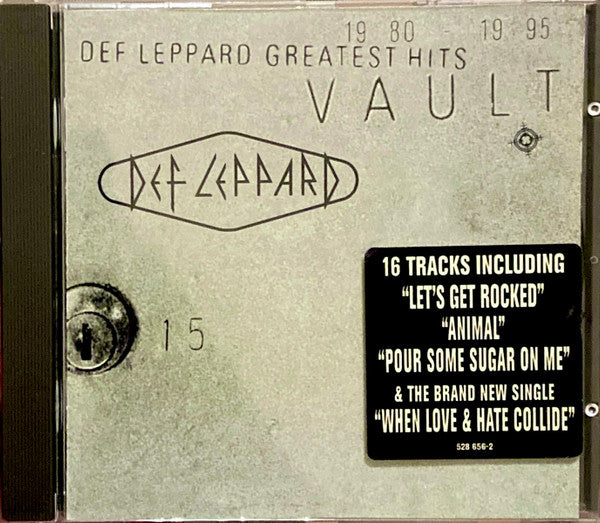 19 80 - 19 95
DEF LEPPARD GREATEST HITS
VAULT
DEF LEPPARD
15
16 TRACKS INCLUDING
“LET'S GET ROCKED”
“ANIMAL”
“POUR SOME SUGAR ON ME”
& THE BRAND NEW SINGLE
“WHEN LOVE & HATE COLLIDE”
528 656-2